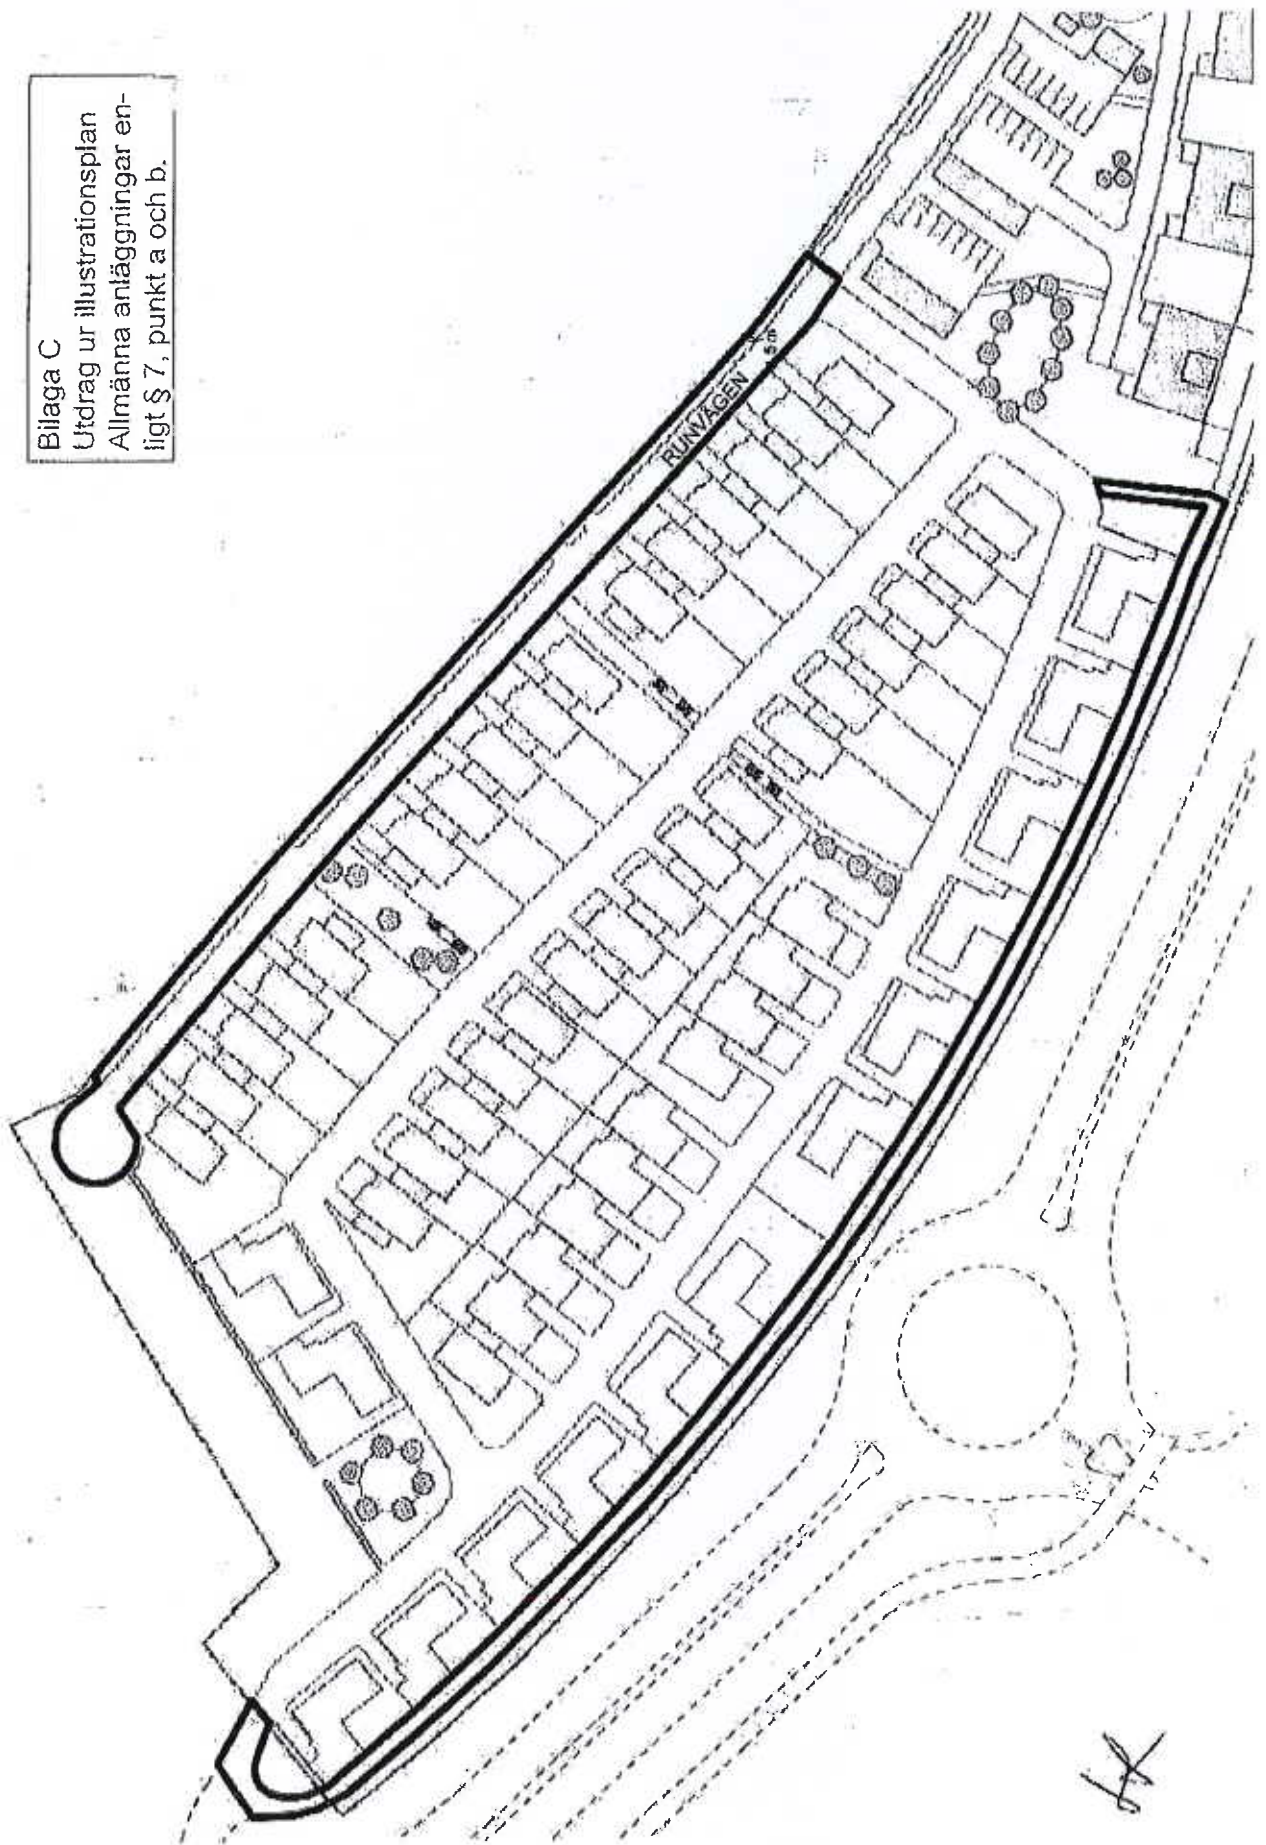 Bilaga C
Utdrag ur illustrationsplan
Allmänna anläggningar en-
ligt § 7, punkt a och b.
RUNVÄGEN